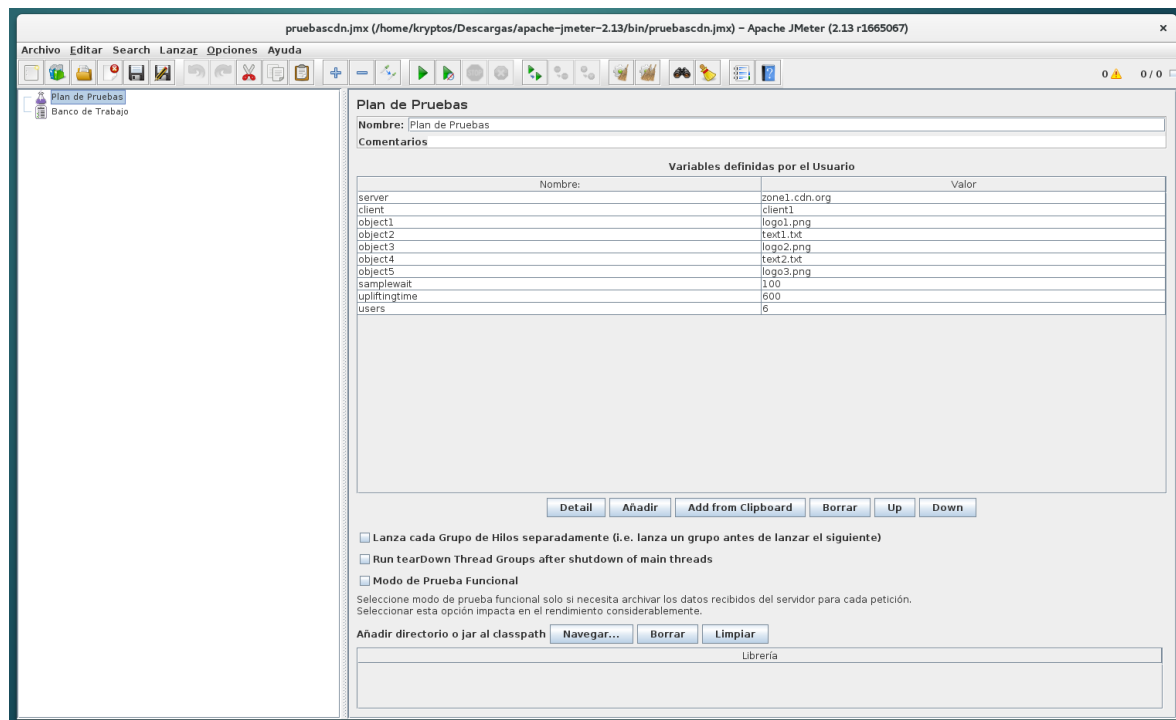 pruebascdn.jmx (/home/kryptos/Descargas/apache-jmeter-2.13/bin/pruebascdn.jmx) – Apache JMeter (2.13 r1665067) ×
Archivo Editar Search Lanzar Opciones Ayuda
0 0 / 0
Plan de Pruebas
Banco de Trabajo
Plan de Pruebas
Nombre: Plan de Pruebas
Comentarios
Variables definidas por el Usuario
Nombre: Valor
server zone1.cdn.org
client client1
object1 logo1.png
object2 text1.txt
object3 logo2.png
object4 text2.txt
object5 logo3.png
samplewait 100
upliftingtime 600
users 6
Detail Añadir Add from Clipboard Borrar Up Down
Lanza cada Grupo de Hilos separadamente (i.e. lanza un grupo antes de lanzar el siguiente)
Run tearDown Thread Groups after shutdown of main threads
Modo de Prueba Funcional
Seleccione modo de prueba funcional solo si necesita archivar los datos recibidos del servidor para cada petición.
Seleccionar esta opción impacta en el rendimiento considerablemente.
Añadir directorio o jar al classpath Navegar... Borrar Limpiar
Librería